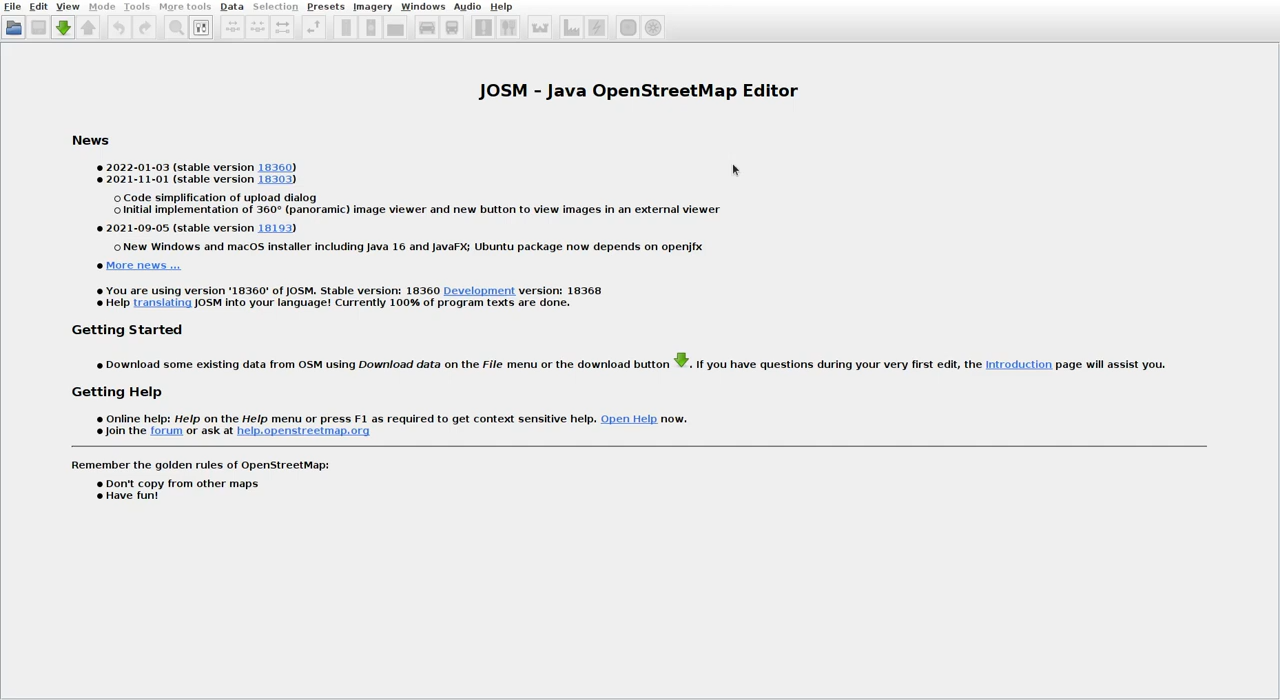 File Edit View Mode Tools More tools Data Selection Presets Imagery Windows Audio Help
JOSM – Java OpenStreetMap Editor
News
2022-01-03 (stable version 18360)
2021-11-01 (stable version 18303)
Code simplification of upload dialog
Initial implementation of 360° (panoramic) image viewer and new button to view images in an external viewer
2021-09-05 (stable version 18193)
New Windows and macOS installer including Java 16 and JavaFX; Ubuntu package now depends on openjfx
More news ...
You are using version '18360' of JOSM. Stable version: 18360 Development version: 18368
Help translating JOSM into your language! Currently 100% of program texts are done.
Getting Started
Download some existing data from OSM using Download data on the File menu or the download button . If you have questions during your very first edit, the Introduction page will assist you.
Getting Help
Online help: Help on the Help menu or press F1 as required to get context sensitive help. Open Help now.
Join the forum or ask at help.openstreetmap.org
Remember the golden rules of OpenStreetMap:
Don't copy from other maps
Have fun!